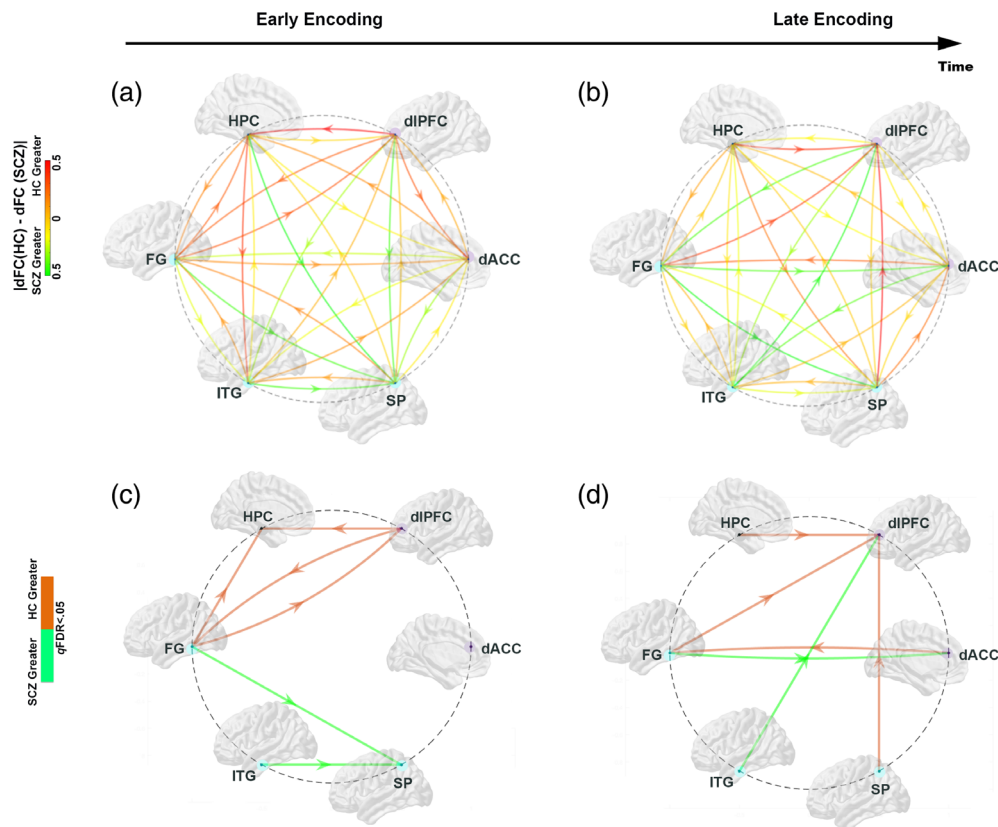 Early Encoding
Late Encoding
Time
(a)
(b)
HPC
dlPFC
FG
dACC
ITG
SP
HPC
dlPFC
FG
dACC
ITG
SP
|dFC(HC) - dFC (SCZ)|
SCZ Greater HC Greater
0.5 0 0.5
(c)
(d)
HPC
dlPFC
FG
dACC
ITG
SP
HPC
dlPFC
FG
dACC
ITG
SP
SCZ Greater HC Greater
qFDR<.05